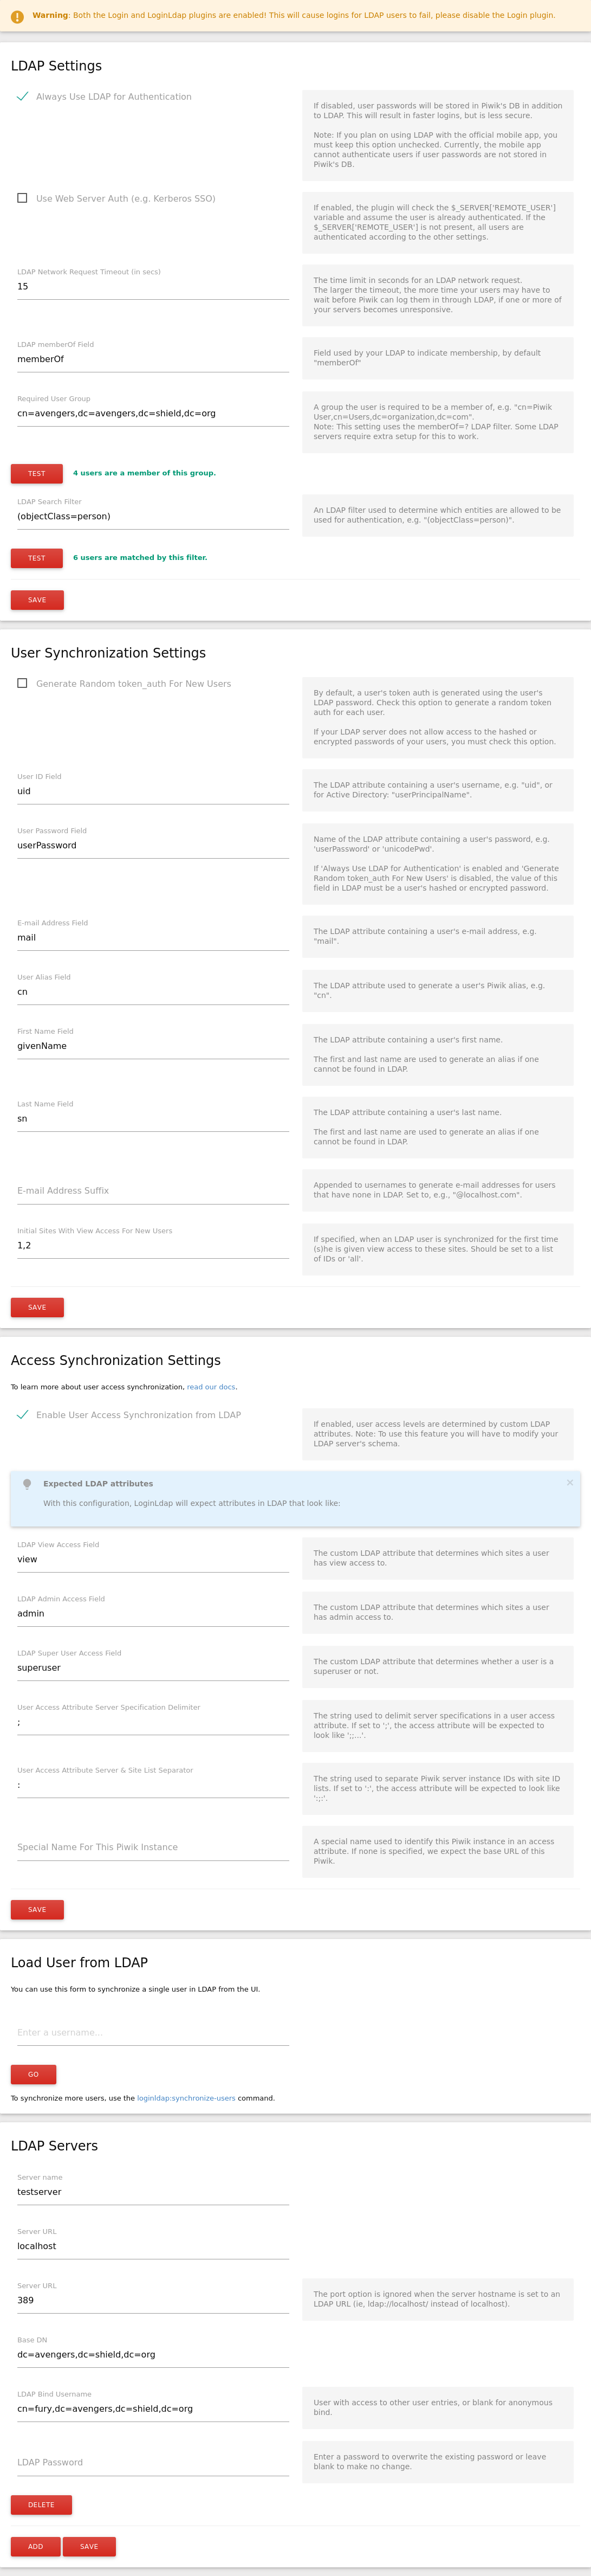 Warning: Both the Login and LoginLdap plugins are enabled! This will cause logins for LDAP users to fail, please disable the Login plugin.
LDAP Settings
Always Use LDAP for Authentication
If disabled, user passwords will be stored in Piwik's DB in addition
to LDAP. This will result in faster logins, but is less secure.
Note: If you plan on using LDAP with the official mobile app, you
must keep this option unchecked. Currently, the mobile app
cannot authenticate users if user passwords are not stored in
Piwik's DB.
Use Web Server Auth (e.g. Kerberos SSO)
If enabled, the plugin will check the $_SERVER['REMOTE_USER']
variable and assume the user is already authenticated. If the
$_SERVER['REMOTE_USER'] is not present, all users are
authenticated according to the other settings.
LDAP Network Request Timeout (in secs)
15
The time limit in seconds for an LDAP network request.
The larger the timeout, the more time your users may have to
wait before Piwik can log them in through LDAP, if one or more of
your servers becomes unresponsive.
LDAP memberOf Field
memberOf
Field used by your LDAP to indicate membership, by default
"memberOf"
Required User Group
cn=avengers,dc=avengers,dc=shield,dc=org
A group the user is required to be a member of, e.g. "cn=Piwik
User,cn=Users,dc=organization,dc=com".
Note: This setting uses the memberOf=? LDAP filter. Some LDAP
servers require extra setup for this to work.
TEST
4 users are a member of this group.
LDAP Search Filter
(objectClass=person)
An LDAP filter used to determine which entities are allowed to be
used for authentication, e.g. "(objectClass=person)".
TEST
6 users are matched by this filter.
SAVE
User Synchronization Settings
Generate Random token_auth For New Users
By default, a user's token auth is generated using the user's
LDAP password. Check this option to generate a random token
auth for each user.
If your LDAP server does not allow access to the hashed or
encrypted passwords of your users, you must check this option.
User ID Field
uid
The LDAP attribute containing a user's username, e.g. "uid", or
for Active Directory: "userPrincipalName".
User Password Field
userPassword
Name of the LDAP attribute containing a user's password, e.g.
'userPassword' or 'unicodePwd'.
If 'Always Use LDAP for Authentication' is enabled and 'Generate
Random token_auth For New Users' is disabled, the value of this
field in LDAP must be a user's hashed or encrypted password.
E-mail Address Field
mail
The LDAP attribute containing a user's e-mail address, e.g.
"mail".
User Alias Field
cn
The LDAP attribute used to generate a user's Piwik alias, e.g.
"cn".
First Name Field
givenName
The LDAP attribute containing a user's first name.
The first and last name are used to generate an alias if one
cannot be found in LDAP.
Last Name Field
sn
The LDAP attribute containing a user's last name.
The first and last name are used to generate an alias if one
cannot be found in LDAP.
E-mail Address Suffix
Appended to usernames to generate e-mail addresses for users
that have none in LDAP. Set to, e.g., "@localhost.com".
Initial Sites With View Access For New Users
1,2
If specified, when an LDAP user is synchronized for the first time
(s)he is given view access to these sites. Should be set to a list
of IDs or 'all'.
SAVE
Access Synchronization Settings
To learn more about user access synchronization, read our docs.
Enable User Access Synchronization from LDAP
If enabled, user access levels are determined by custom LDAP
attributes. Note: To use this feature you will have to modify your
LDAP server's schema.
Expected LDAP attributes
×
With this configuration, LoginLdap will expect attributes in LDAP that look like:
LDAP View Access Field
view
The custom LDAP attribute that determines which sites a user
has view access to.
LDAP Admin Access Field
admin
The custom LDAP attribute that determines which sites a user
has admin access to.
LDAP Super User Access Field
superuser
The custom LDAP attribute that determines whether a user is a
superuser or not.
User Access Attribute Server Specification Delimiter
;
The string used to delimit server specifications in a user access
attribute. If set to ';', the access attribute will be expected to
look like ';;...'.
User Access Attribute Server & Site List Separator
:
The string used to separate Piwik server instance IDs with site ID
lists. If set to ':', the access attribute will be expected to look like
':;:'.
Special Name For This Piwik Instance
A special name used to identify this Piwik instance in an access
attribute. If none is specified, we expect the base URL of this
Piwik.
SAVE
Load User from LDAP
You can use this form to synchronize a single user in LDAP from the UI.
Enter a username...
GO
To synchronize more users, use the loginldap:synchronize-users command.
LDAP Servers
Server name
testserver
Server URL
localhost
Server URL
389
The port option is ignored when the server hostname is set to an
LDAP URL (ie, ldap://localhost/ instead of localhost).
Base DN
dc=avengers,dc=shield,dc=org
LDAP Bind Username
cn=fury,dc=avengers,dc=shield,dc=org
User with access to other user entries, or blank for anonymous
bind.
LDAP Password
Enter a password to overwrite the existing password or leave
blank to make no change.
DELETE
ADD SAVE